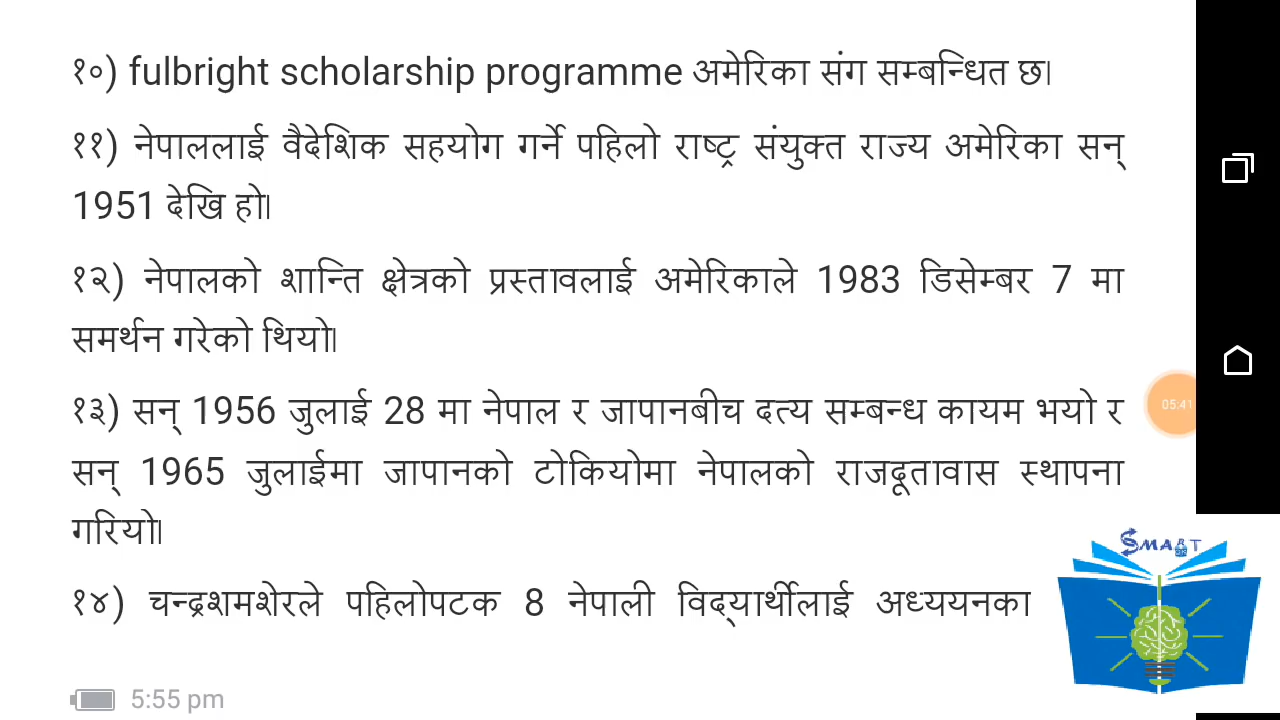 १०) fulbright scholarship programme अमेरिका संग सम्बन्धित छ।
११) नेपाललाई वैदेशिक सहयोग गर्ने पहिलो राष्ट्र संयुक्त राज्य अमेरिका सन्
1951 देखि हो।
१२) नेपालको शान्ति क्षेत्रको प्रस्तावलाई अमेरिकाले 1983 डिसेम्बर 7 मा
समर्थन गरेको थियो।
१३) सन् 1956 जुलाई 28 मा नेपाल र जापानबीच दत्य सम्बन्ध कायम भयो र
सन् 1965 जुलाईमा जापानको टोकियोमा नेपालको राजदूतावास स्थापना
गरियो।
१४) चन्द्रशमशेरले पहिलोपटक 8 नेपाली विद्यार्थीलाई अध्ययनका
5:55 pm
05:41
SMART